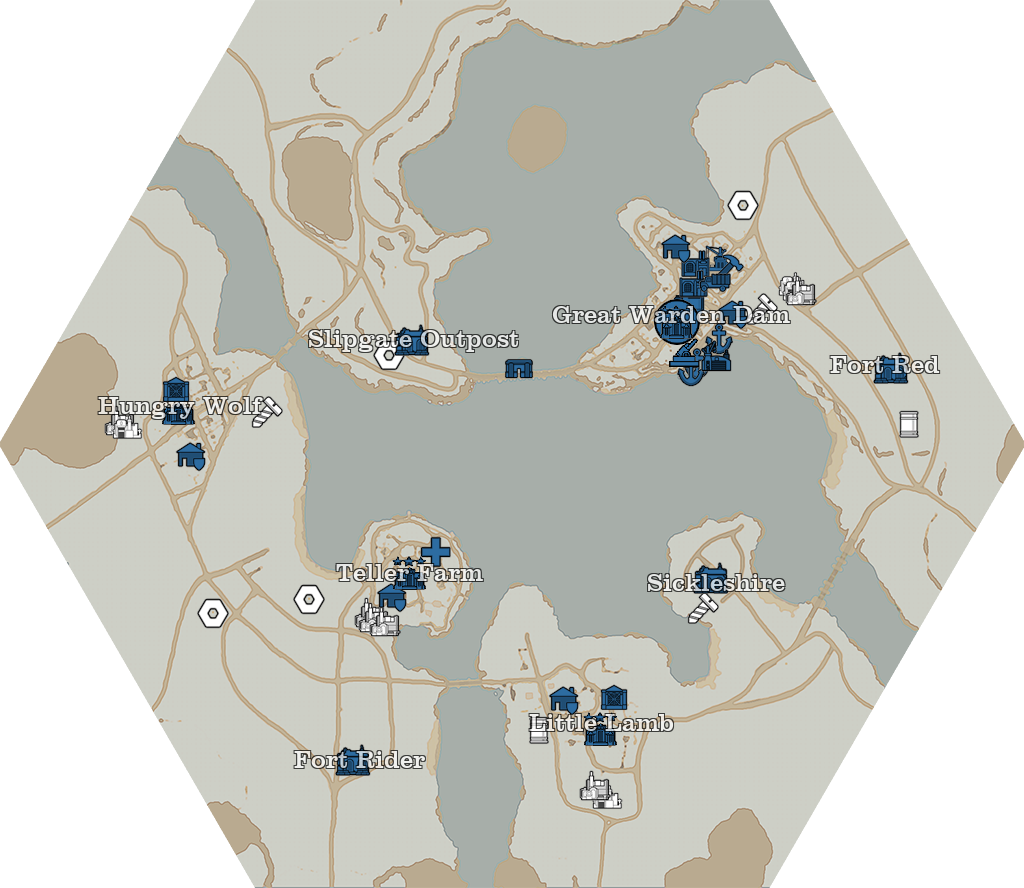 Great Warden Dam
Slipgate Outpost
Fort Red
Hungry Wolf
Teller Farm
Sickleshire
Little Lamb
Fort Rider